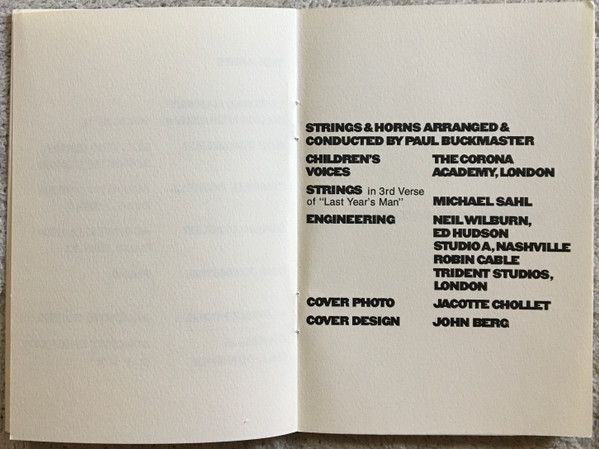 STRINGS & HORNS ARRANGED &
CONDUCTED BY PAUL BUCKMASTER
CHILDREN'S VOICES THE CORONA ACADEMY, LONDON
STRINGS in 3rd Verse
of "Last Year's Man" MICHAEL SAHL
ENGINEERING NEIL WILBURN,
ED HUDSON
STUDIO A, NASHVILLE
ROBIN CABLE
TRIDENT STUDIOS,
LONDON
COVER PHOTO JACOTTE CHOLLET
COVER DESIGN JOHN BERG